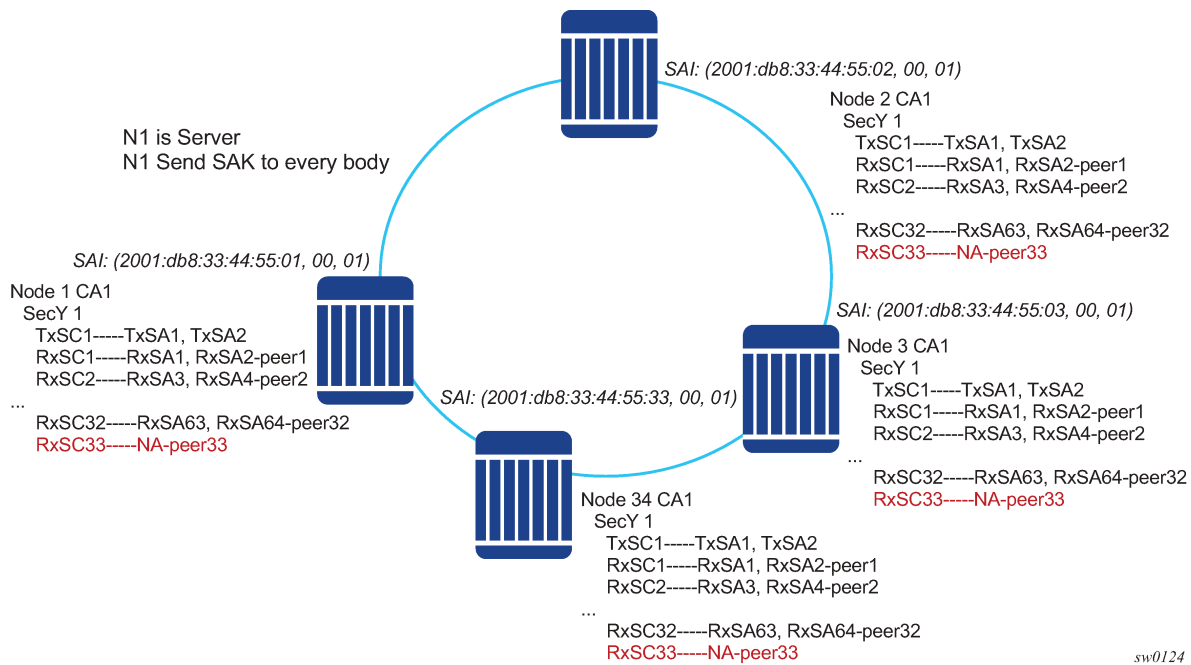 SAI: (2001:db8:33:44:55:02, 00, 01)
Node 2 CA1
SecY 1
TxSC1-----TxSA1, TxSA2
RxSC1-----RxSA1, RxSA2-peer1
RxSC2-----RxSA3, RxSA4-peer2
...
RxSC32-----RxSA63, RxSA64-peer32
RxSC33-----NA-peer33
N1 is Server
N1 Send SAK to every body
SAI: (2001:db8:33:44:55:01, 00, 01)
Node 1 CA1
SecY 1
TxSC1-----TxSA1, TxSA2
RxSC1-----RxSA1, RxSA2-peer1
RxSC2-----RxSA3, RxSA4-peer2
...
RxSC32-----RxSA63, RxSA64-peer32
RxSC33-----NA-peer33
SAI: (2001:db8:33:44:55:03, 00, 01)
Node 3 CA1
SecY 1
TxSC1-----TxSA1, TxSA2
RxSC1-----RxSA1, RxSA2-peer1
RxSC2-----RxSA3, RxSA4-peer2
...
RxSC32-----RxSA63, RxSA64-peer32
RxSC33-----NA-peer33
SAI: (2001:db8:33:44:55:33, 00, 01)
Node 34 CA1
SecY 1
TxSC1-----TxSA1, TxSA2
RxSC1-----RxSA1, RxSA2-peer1
RxSC2-----RxSA3, RxSA4-peer2
...
RxSC32-----RxSA63, RxSA64-peer32
RxSC33-----NA-peer33
sw0124